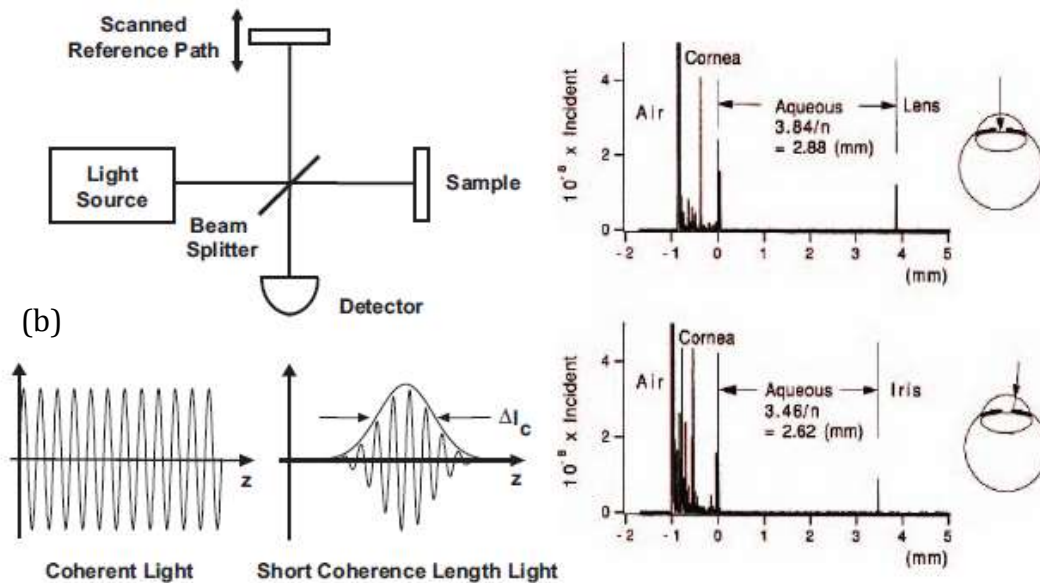 Scanned
Reference Path
Light
Source
Beam
Splitter
Sample
Detector
(b)
Δl_c
z
z
Coherent Light
Short Coherence Length Light
10⁻⁸ x Incident
4
2
0
Air
Cornea
Aqueous
3.84/n
= 2.88 (mm)
Lens
-2 -1 0 1 2 3 4 5
(mm)
10⁻⁸ x Incident
4
2
0
Air
Cornea
Aqueous
3.46/n
= 2.62 (mm)
Iris
-2 -1 0 1 2 3 4 5
(mm)